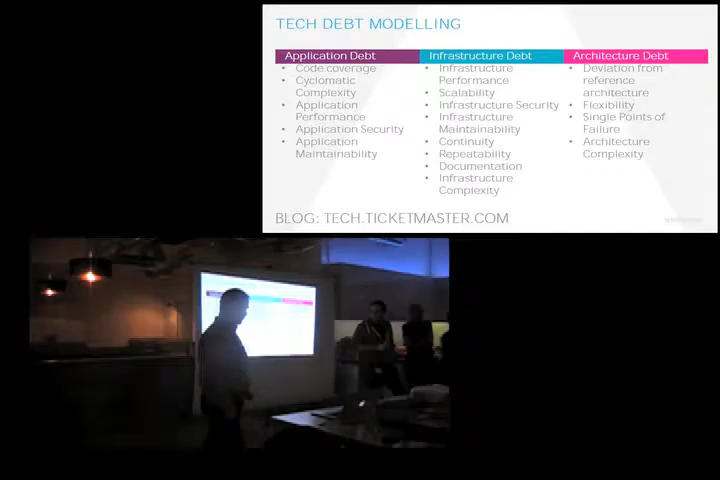 TECH DEBT MODELLING
Application Debt
• Code coverage
• Cyclomatic
Complexity
• Application
Performance
• Application Security
• Application
Maintainability
Infrastructure Debt
• Infrastructure
Performance
• Scalability
• Infrastructure Security
• Infrastructure
Maintainability
• Continuity
• Repeatability
• Documentation
• Infrastructure
Complexity
Architecture Debt
• Deviation from
reference
architecture
• Flexibility
• Single Points of
Failure
• Architecture
Complexity
BLOG: TECH.TICKETMASTER.COM